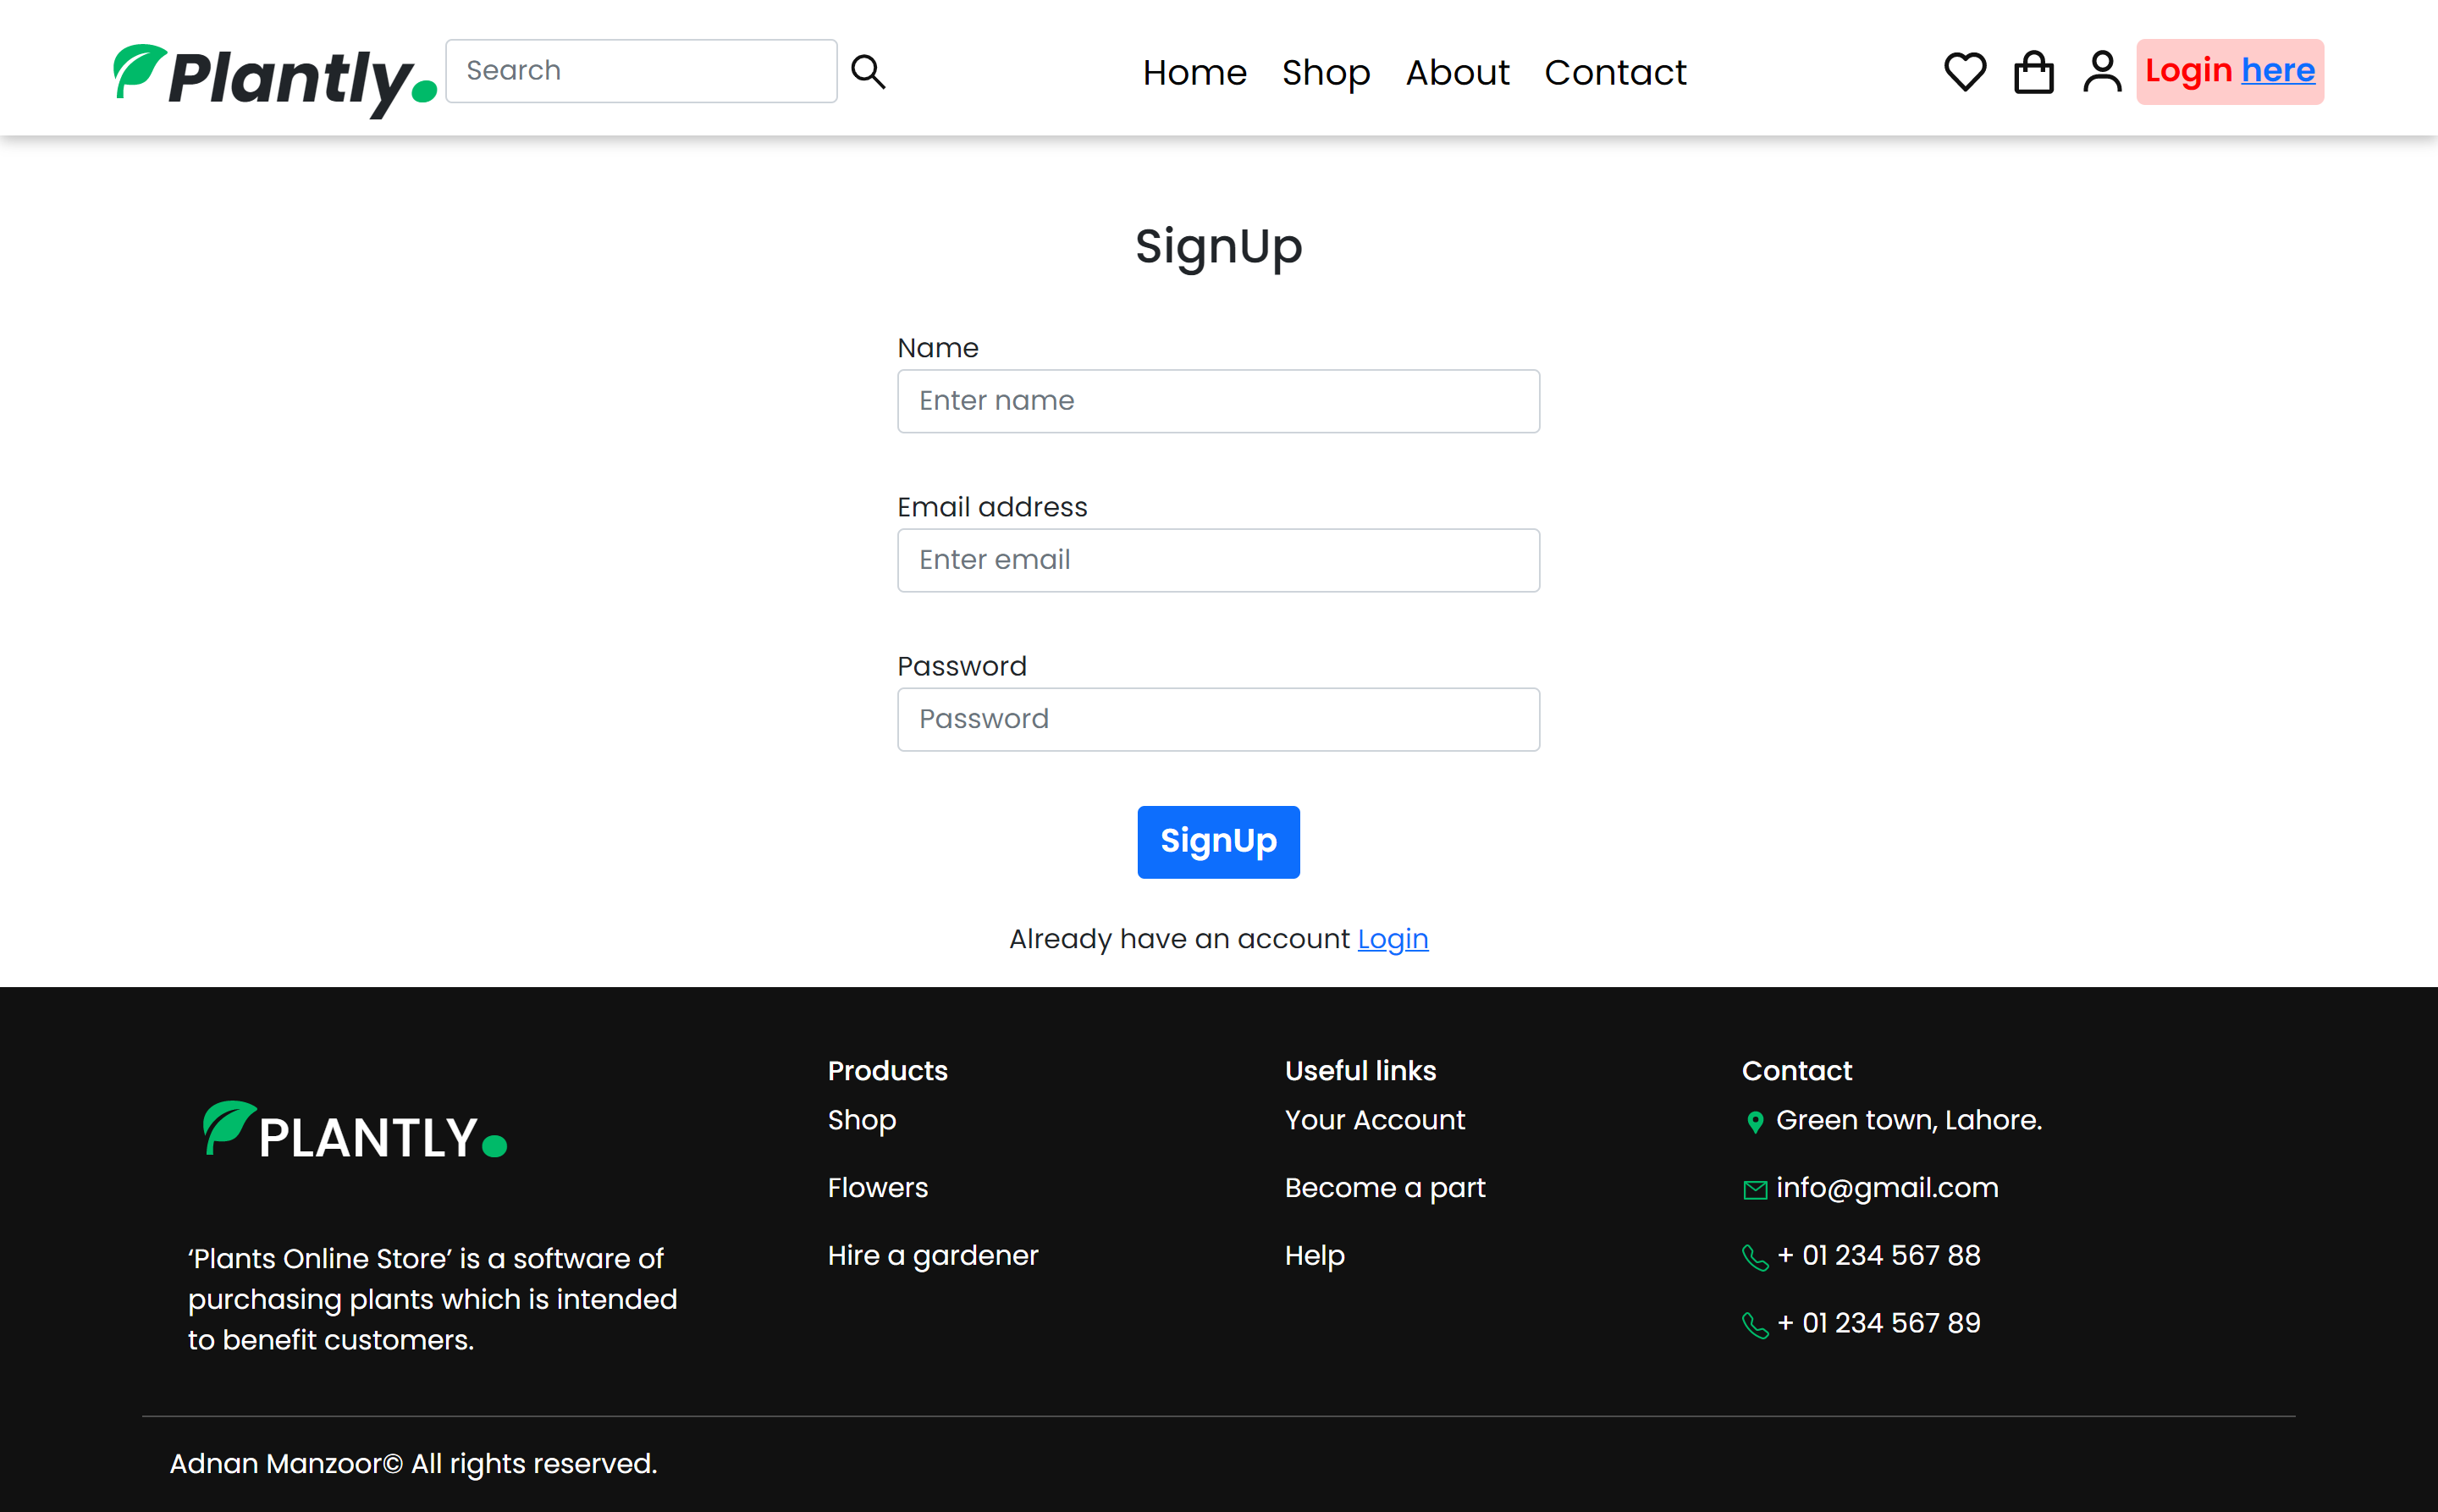 Plantly
Search
Home Shop About Contact
Login here
SignUp
Name
Enter name
Email address
Enter email
Password
Password
SignUp
Already have an account Login
PLANTLY
‘Plants Online Store’ is a software of
purchasing plants which is intended
to benefit customers.
Products
Shop
Flowers
Hire a gardener
Useful links
Your Account
Become a part
Help
Contact
Green town, Lahore.
info@gmail.com
+ 01 234 567 88
+ 01 234 567 89
Adnan Manzoor© All rights reserved.